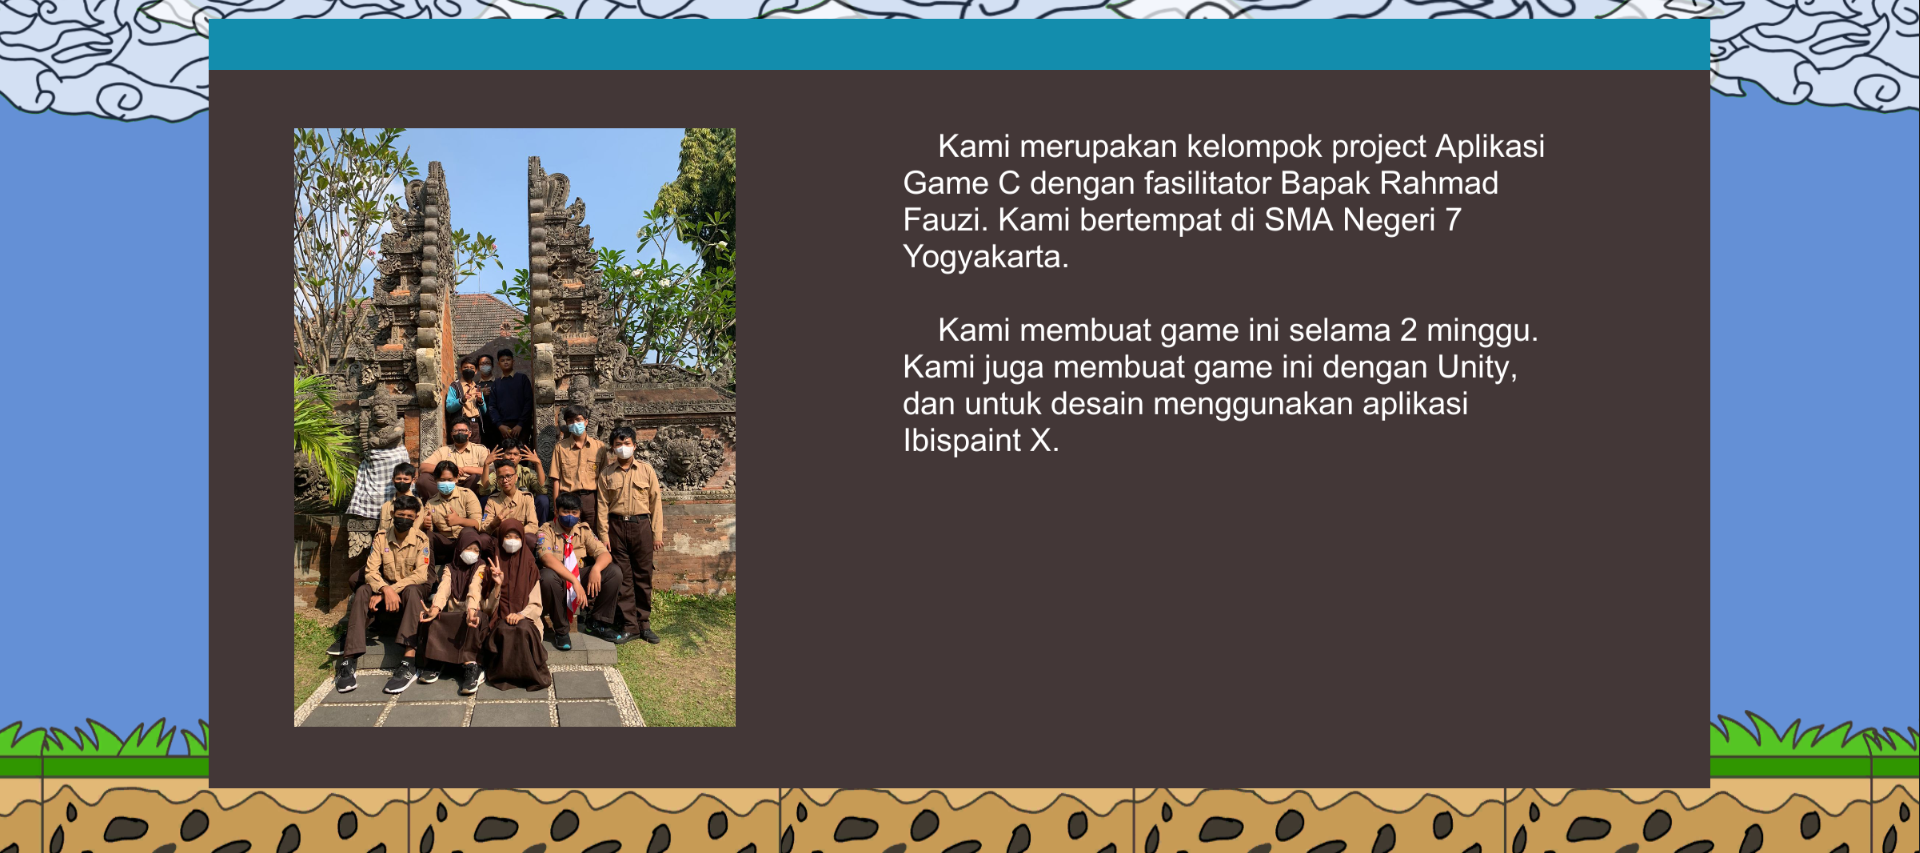 Kami merupakan kelompok project Aplikasi
Game C dengan fasilitator Bapak Rahmad
Fauzi. Kami bertempat di SMA Negeri 7
Yogyakarta.
Kami membuat game ini selama 2 minggu.
Kami juga membuat game ini dengan Unity,
dan untuk desain menggunakan aplikasi
Ibispaint X.